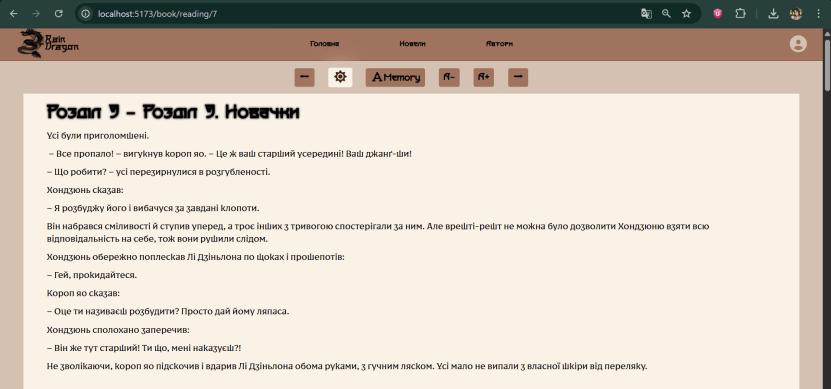 localhost:5173/book/reading/7
Rain
Dragon
Головна
Новели
Автори
A Memory
A-
A+
Розділ 9 - Розділ 9. Новачки
Усі були приголомшені.
– Все пропало! – вигукнув короп яо. – Це ж ваш старший усередині! Ваш джанґ-ши!
– Що робити? – усі перезирнулися в розгубленості.
Хондзюнь сказав:
– Я розбуджу його і вибачуся за завдані клопоти.
Він набрався сміливості й ступив уперед, а троє інших з тривогою спостерігали за ним. Але врешті-решт не можна було дозволити Хондзюню взяти всю
відповідальність на себе, тож вони рушили слідом.
Хондзюнь обережно поплескав Лі Дзіньлона по щоках і прошепотів:
– Гей, прокидайтеся.
Короп яо сказав:
– Оце ти називаєш розбудити? Просто дай йому ляпаса.
Хондзюнь сполохано заперечив:
– Він же тут старший! Ти що, мені наказуєш?!
Не зволікаючи, короп яо підскочив і вдарив Лі Дзіньлона обома руками, з гучним ляском. Усі мало не випали з власної шкіри від переляку.